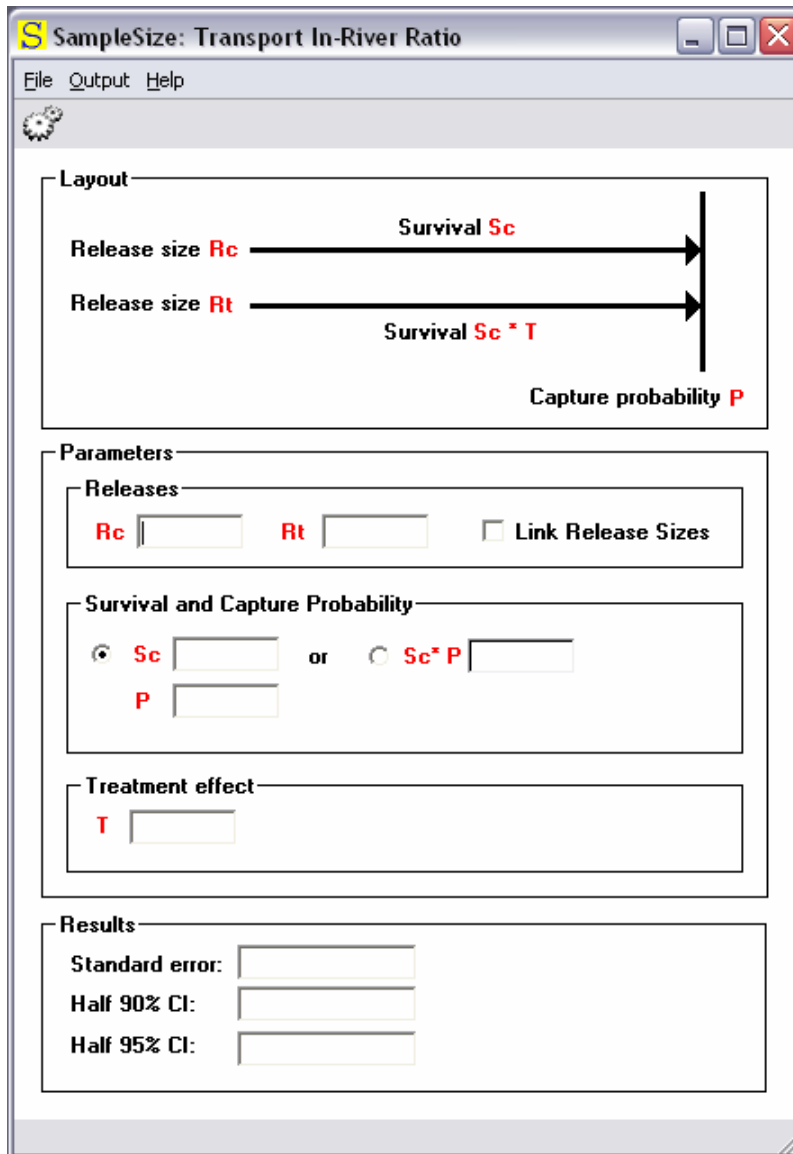 S SampleSize: Transport In-River Ratio
File Output Help
Layout
Survival Sc
Release size Rc
Release size Rt
Survival Sc * T
Capture probability P
Parameters
Releases
Rc Rt Link Release Sizes
Survival and Capture Probability
Sc or Sc* P
P
Treatment effect
T
Results
Standard error:
Half 90% CI:
Half 95% CI: